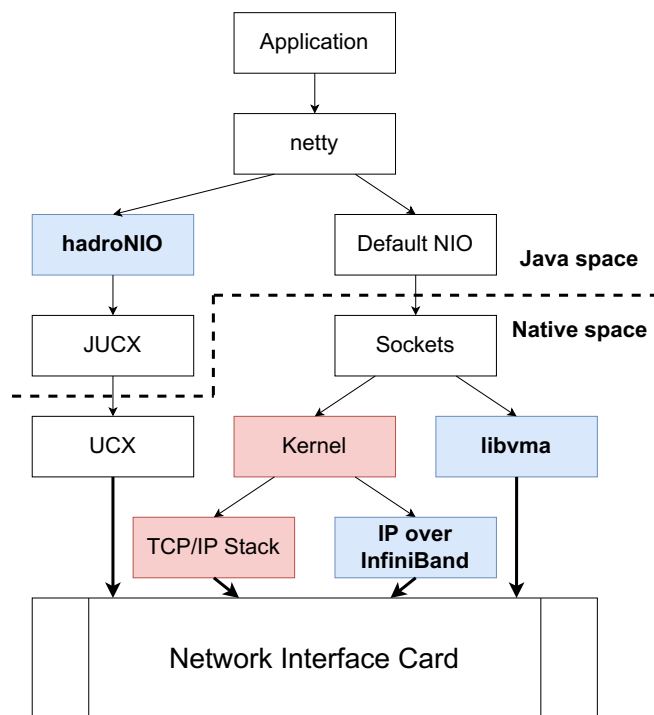 Application
netty
hadroNIO
Default NIO
Java space
JUCX
Sockets
Native space
UCX
Kernel
libvma
TCP/IP Stack
IP over
InfiniBand
Network Interface Card